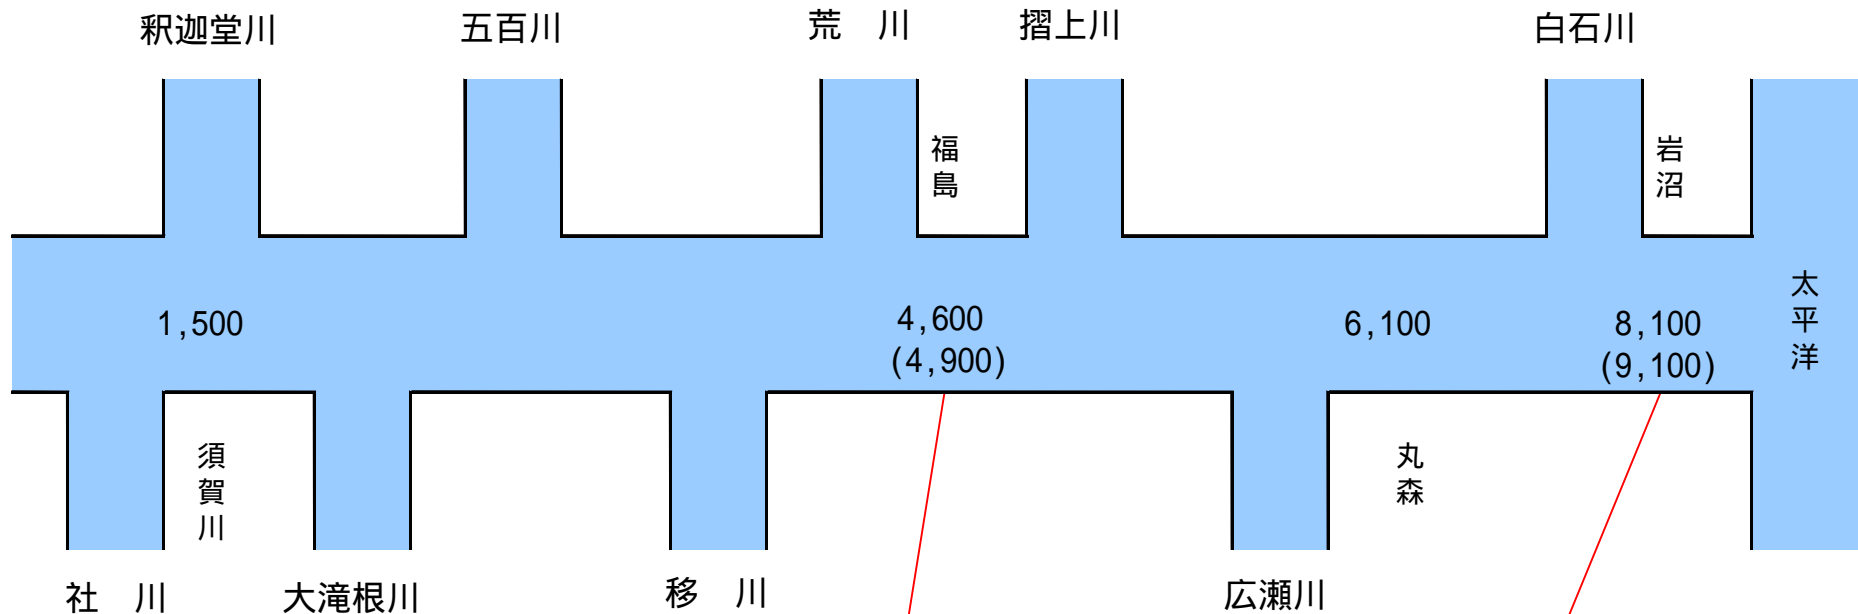 釈迦堂川
五百川
荒　川
摺上川
白石川
福島
岩沼
太平洋
1,500
4,600
(4,900)
6,100
8,100
(9,100)
須賀川
丸森
社　川
大滝根川
移　川
広瀬川